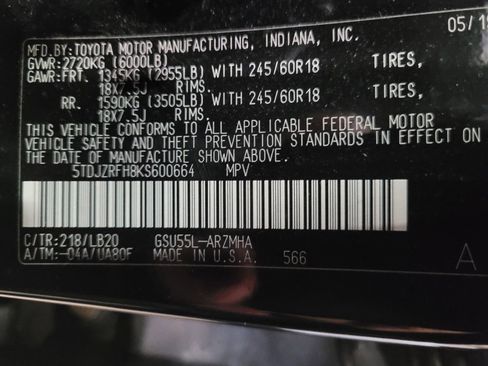 MFD.BY:TOYOTA MOTOR MANUFACTURING, INDIANA, INC. 05/19
GVWR:2720KG (6000LB)
GAWR:FRT. 1345KG (2955LB) WITH 245/60R18 TIRES,
18X7.5J RIMS.
RR. 1590KG (3505LB) WITH 245/60R18 TIRES,
18X7.5J RIMS.
THIS VEHICLE CONFORMS TO ALL APPLICABLE FEDERAL MOTOR
VEHICLE SAFETY AND THEFT PREVENTION STANDARDS IN EFFECT ON
THE DATE OF MANUFACTURE SHOWN ABOVE.
5TDJZRFH8KS600664 MPV
C/TR:218/LB20 GSU55L-ARZMHA
A/TM:-04A/UA80F MADE IN U.S.A. 566 A